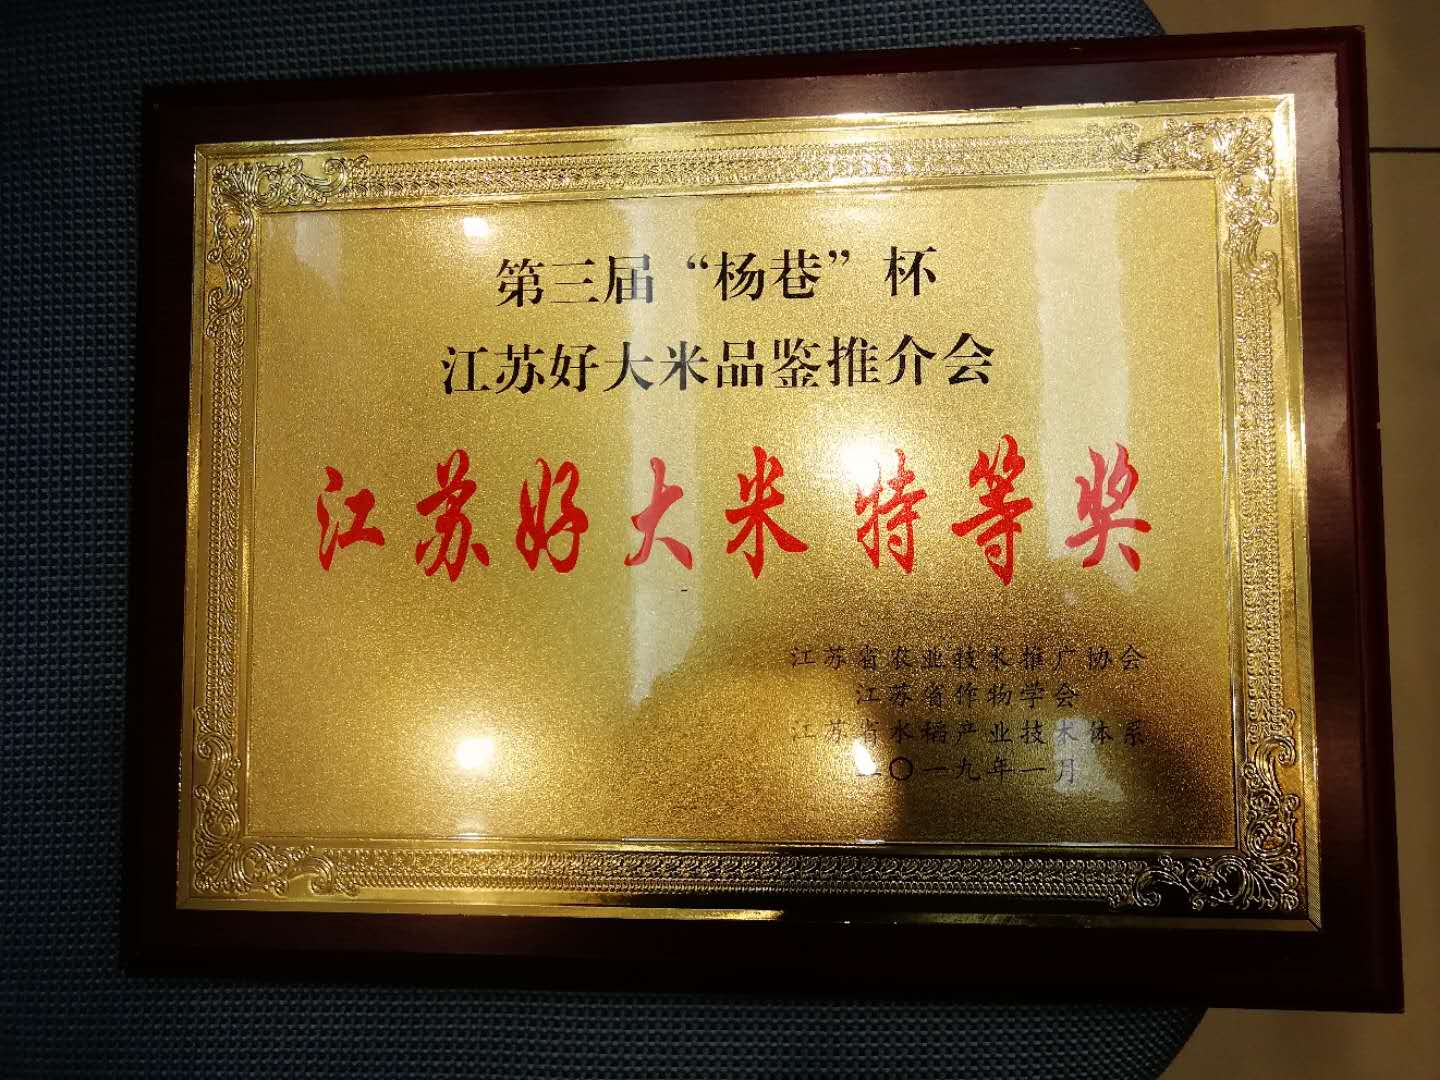 第三届“杨巷”杯
江苏好大米品鉴推介会
江苏好大米特等奖
江苏省农业技术推广协会
江苏省作物学会
江苏省水稻产业技术体系
二〇一九年一月